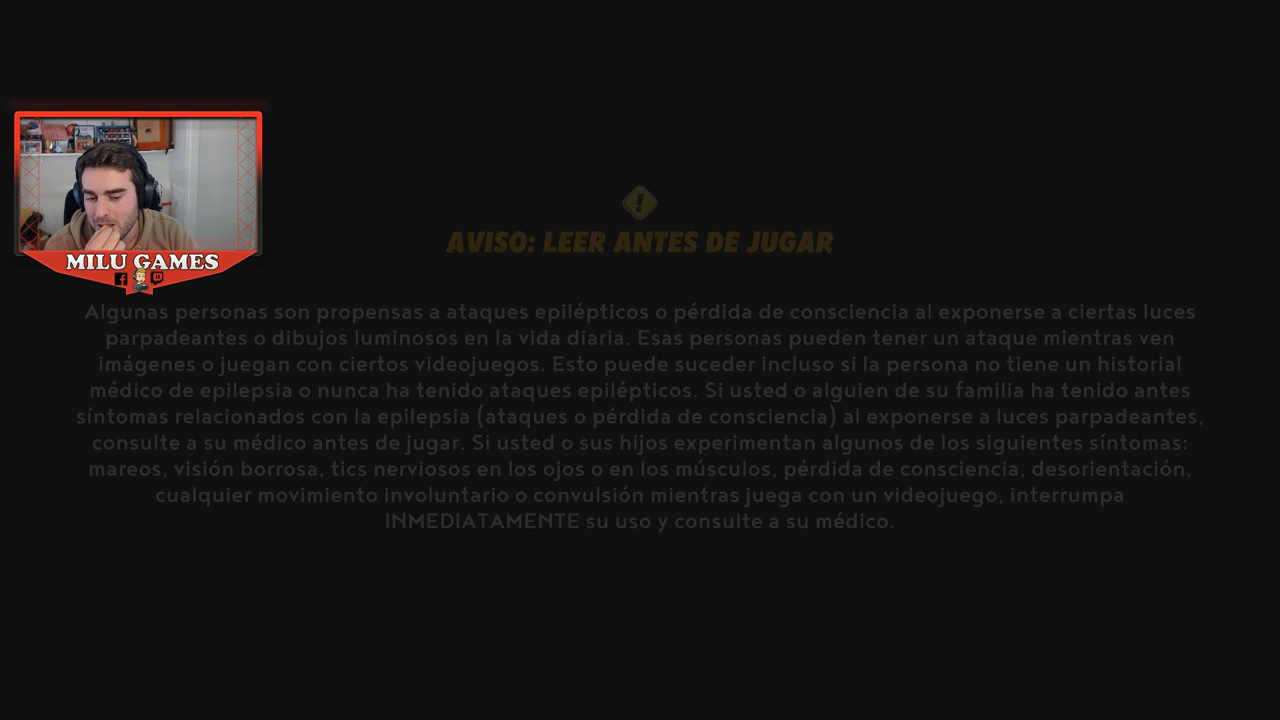 MILU GAMES
AVISO: LEER ANTES DE JUGAR
Algunas personas son propensas a ataques epilépticos o pérdida de consciencia al exponerse a ciertas luces
parpadeantes o dibujos luminosos en la vida diaria. Esas personas pueden tener un ataque mientras ven
imágenes o juegan con ciertos videojuegos. Esto puede suceder incluso si la persona no tiene un historial
médico de epilepsia o nunca ha tenido ataques epilépticos. Si usted o alguien de su familia ha tenido antes
síntomas relacionados con la epilepsia (ataques o pérdida de consciencia) al exponerse a luces parpadeantes,
consulte a su médico antes de jugar. Si usted o sus hijos experimentan algunos de los siguientes síntomas:
mareos, visión borrosa, tics nerviosos en los ojos o en los músculos, pérdida de consciencia, desorientación,
cualquier movimiento involuntario o convulsión mientras juega con un videojuego, interrumpa
INMEDIATAMENTE su uso y consulte a su médico.